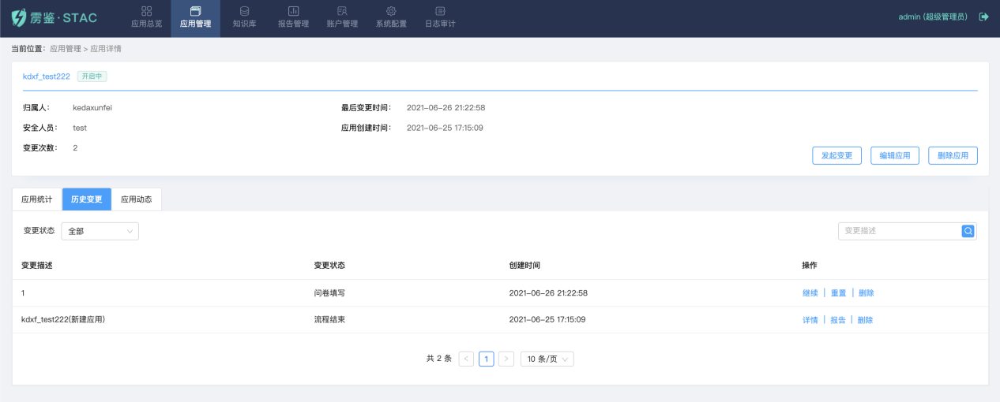 雳鉴·STAC 应用总览 应用管理 知识库 报告管理 账户管理 系统配置 日志审计 admin (超级管理员)
当前位置： 应用管理 > 应用详情
kdxf_test222 开启中
归属人： kedaxunfei 最后变更时间： 2021-06-26 21:22:58
安全人员： test 应用创建时间： 2021-06-25 17:15:09
变更次数： 2
发起变更 编辑应用 删除应用
应用统计 历史变更 应用动态
变更状态 全部 变更描述
变更描述 变更状态 创建时间 操作
1 问卷填写 2021-06-26 21:22:58 继续 | 重置 | 删除
kdxf_test222(新建应用) 流程结束 2021-06-25 17:15:09 详情 | 报告 | 删除
共 2 条 < 1 > 10 条/页